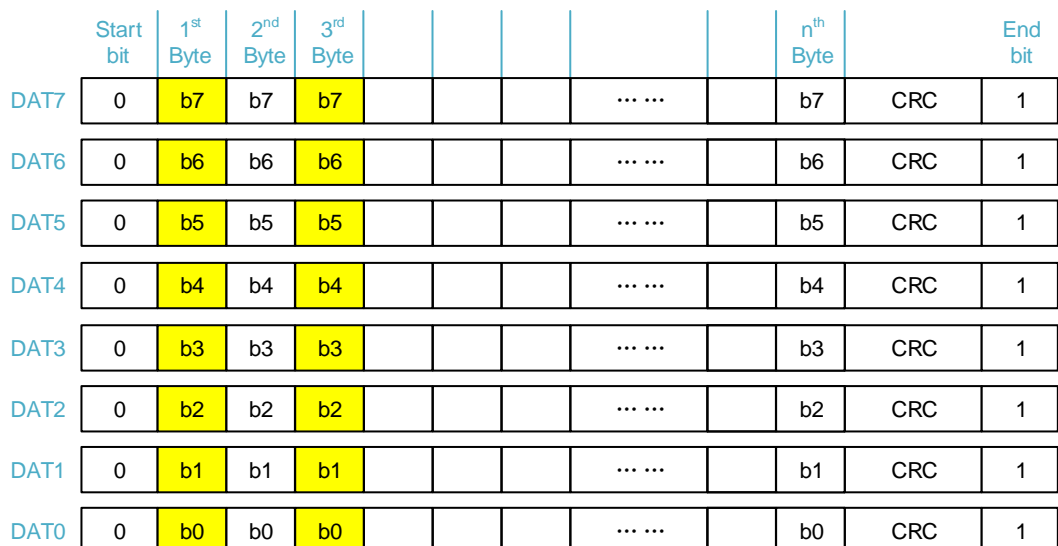 Start bit 1st Byte 2nd Byte 3rd Byte nth Byte End bit
DAT7 0 b7 b7 b7 ... ... b7 CRC 1
DAT6 0 b6 b6 b6 ... ... b6 CRC 1
DAT5 0 b5 b5 b5 ... ... b5 CRC 1
DAT4 0 b4 b4 b4 ... ... b4 CRC 1
DAT3 0 b3 b3 b3 ... ... b3 CRC 1
DAT2 0 b2 b2 b2 ... ... b2 CRC 1
DAT1 0 b1 b1 b1 ... ... b1 CRC 1
DAT0 0 b0 b0 b0 ... ... b0 CRC 1